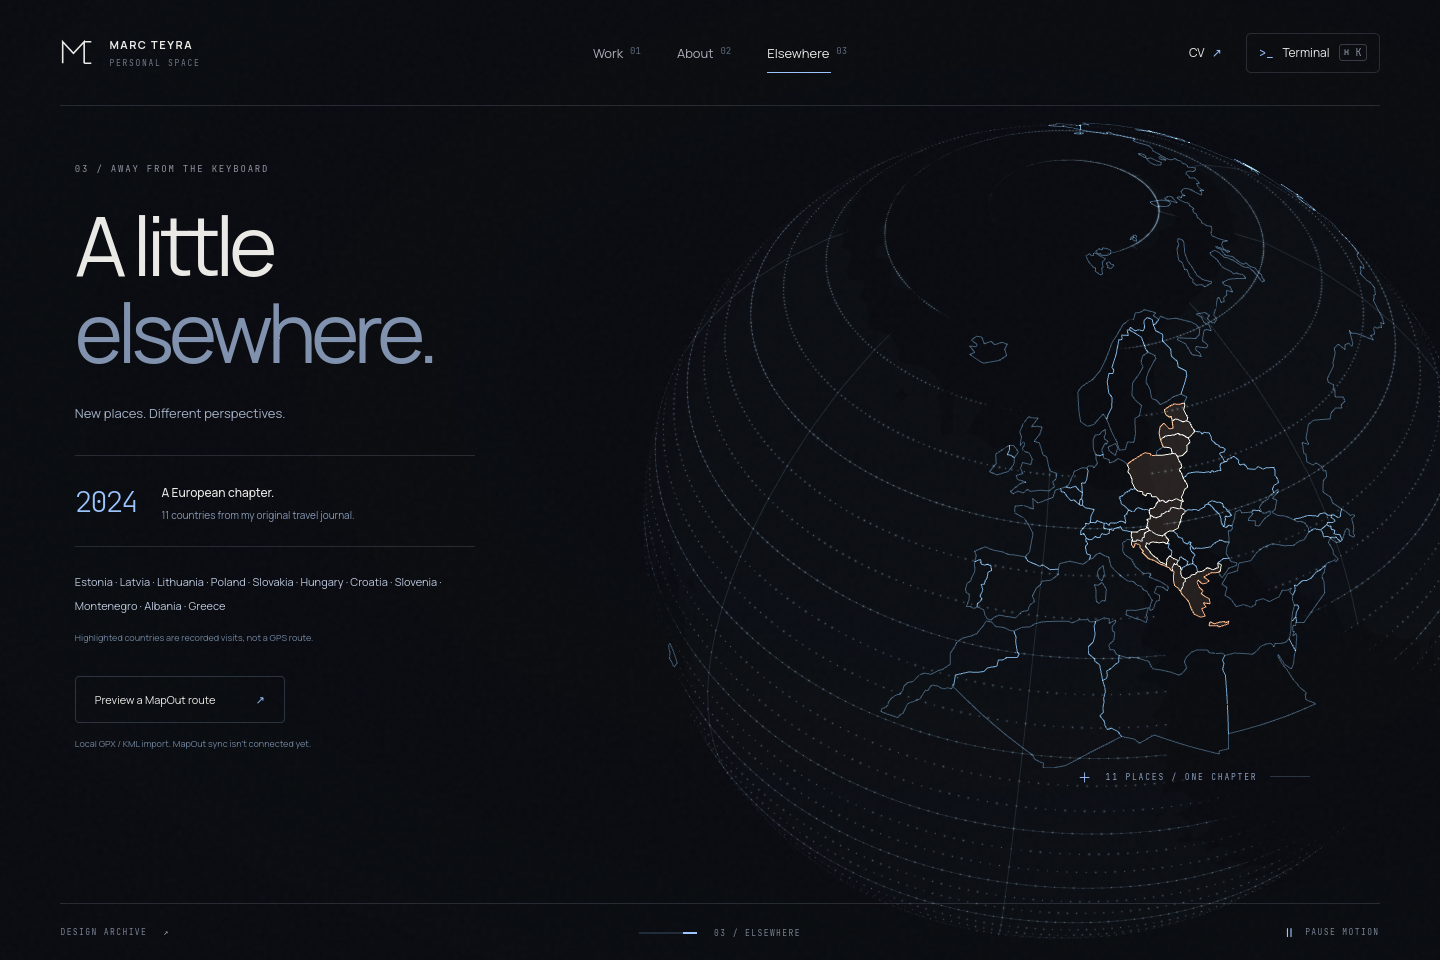 MARC TEYRA
PERSONAL SPACE
Work 01
About 02
Elsewhere 03
CV ↗
>_ Terminal ⌘ K
03 / AWAY FROM THE KEYBOARD
A little
elsewhere.
New places. Different perspectives.
2024
A European chapter.
11 countries from my original travel journal.
Estonia · Latvia · Lithuania · Poland · Slovakia · Hungary · Croatia · Slovenia ·
Montenegro · Albania · Greece
Highlighted countries are recorded visits, not a GPS route.
Preview a MapOut route ↗
Local GPX / KML import. MapOut sync isn't connected yet.
11 PLACES / ONE CHAPTER
DESIGN ARCHIVE ↗
03 / ELSEWHERE
PAUSE MOTION